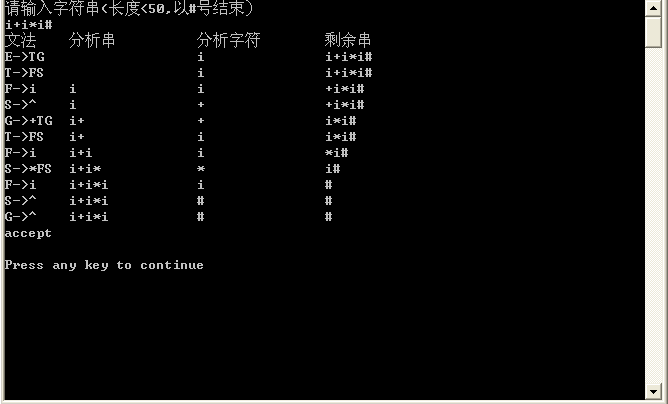 请输入字符串(长度<50,以#号结束)
i+i*i#
文法 分析串 分析字符 剩余串
E->TG i i+i*i#
T->FS i i+i*i#
F->i i i +i*i#
S->^ i + +i*i#
G->+TG i+ + i*i#
T->FS i+ i i*i#
F->i i+i i *i#
S->*FS i+i* * i#
F->i i+i*i i #
S->^ i+i*i # #
G->^ i+i*i # #
accept
Press any key to continue